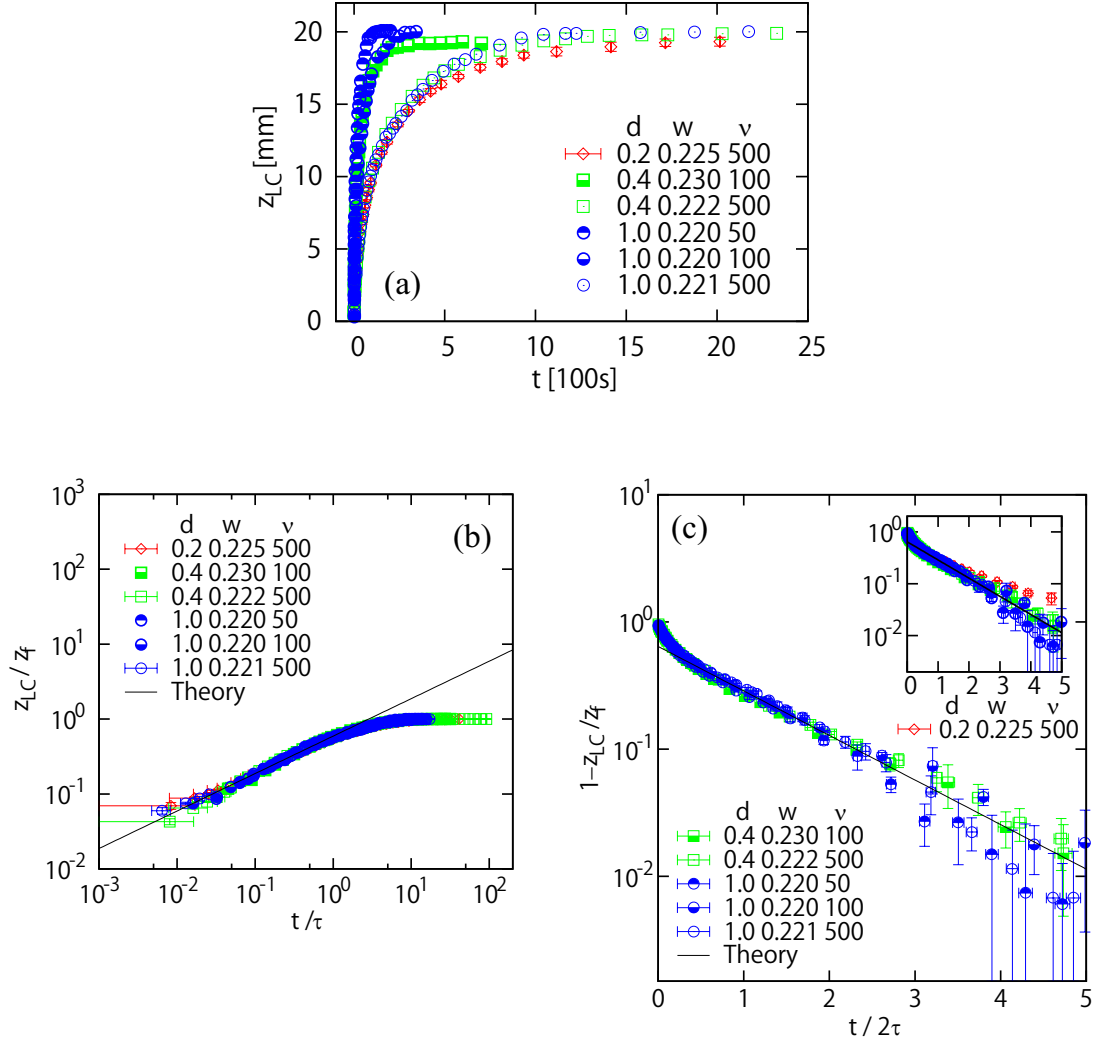 20
15
10
5
0
z_LC [mm]
0 5 10 15 20 25
t [100s]
(a)
d w ν
0.2 0.225 500
0.4 0.230 100
0.4 0.222 500
1.0 0.220 50
1.0 0.220 100
1.0 0.221 500
10^3
10^2
10^1
10^0
10^-1
10^-2
z_LC / z_f
10^-3 10^-2 10^-1 10^0 10^1 10^2
t /τ
(b)
d w ν
0.2 0.225 500
0.4 0.230 100
0.4 0.222 500
1.0 0.220 50
1.0 0.220 100
1.0 0.221 500
Theory
10^1
10^0
10^-1
10^-2
1−z_LC /z_f
0 1 2 3 4 5
t / 2τ
(c)
10^0
10^-1
10^-2
0 1 2 3 4 5
d w ν
0.2 0.225 500
d w ν
0.4 0.230 100
0.4 0.222 500
1.0 0.220 50
1.0 0.220 100
1.0 0.221 500
Theory